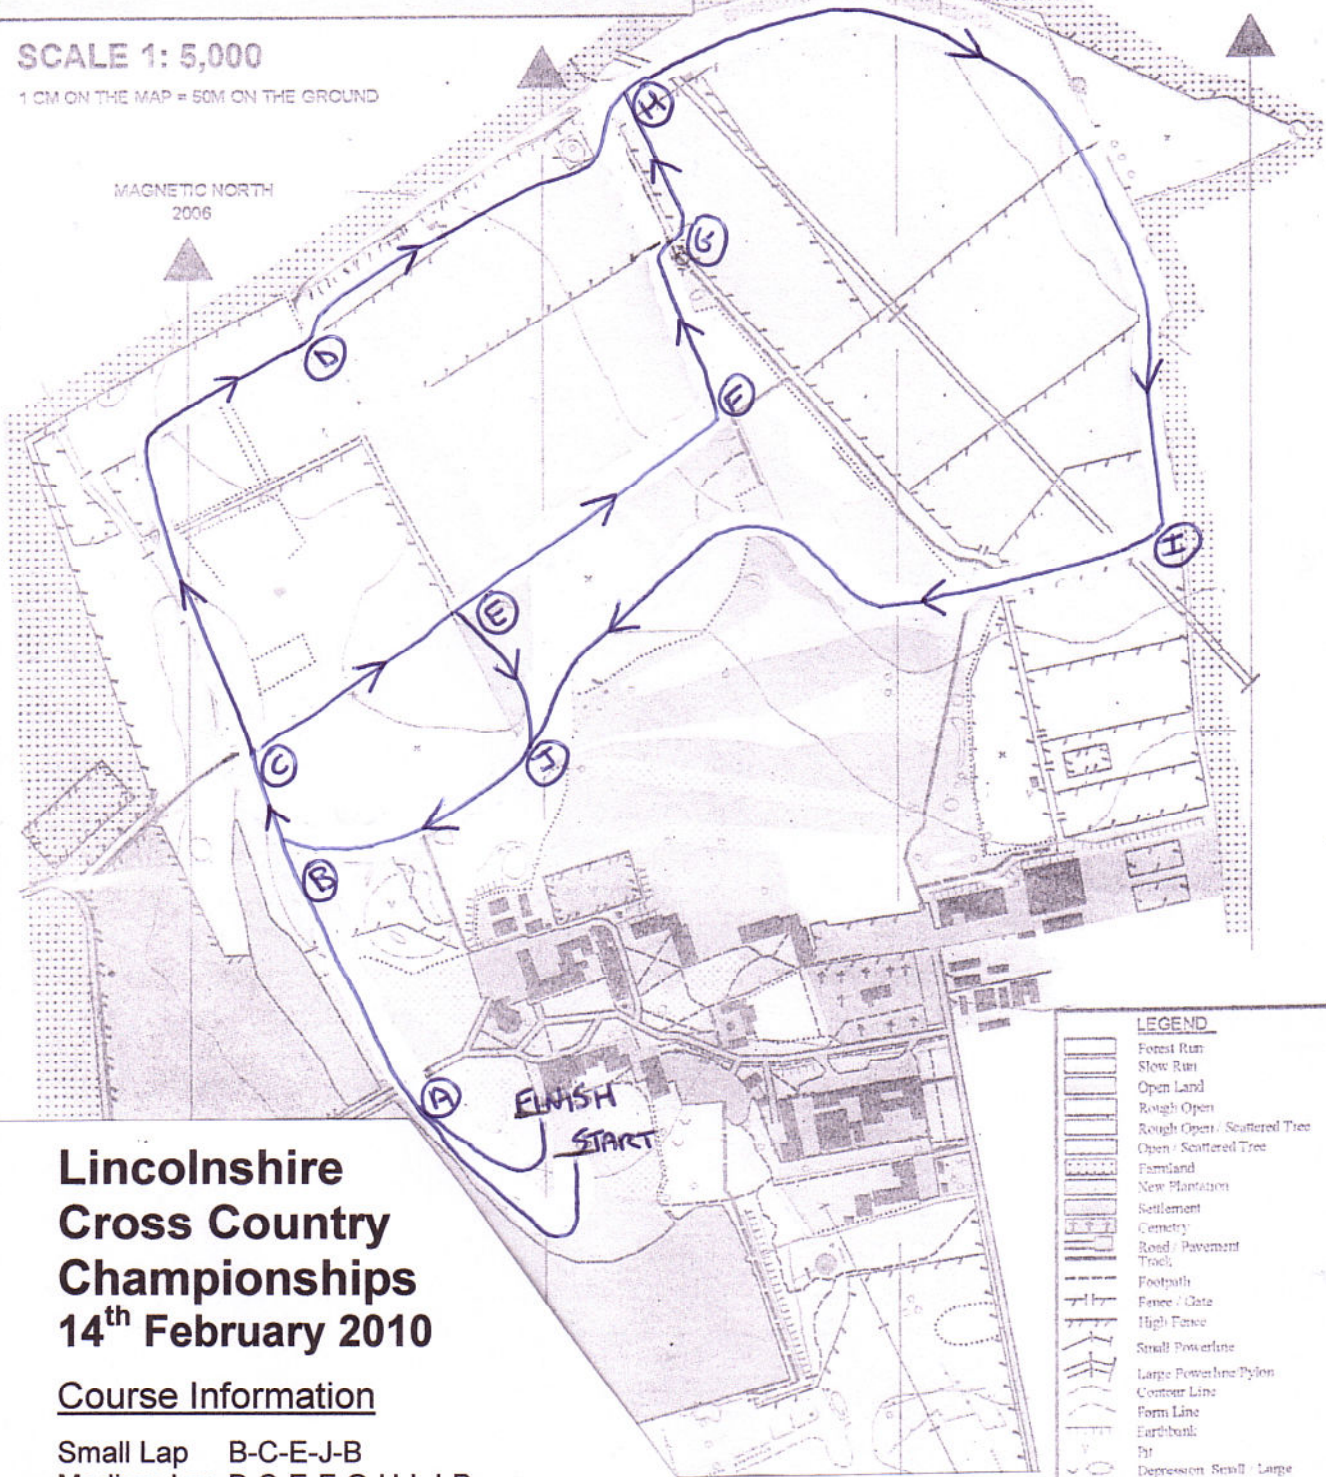 SCALE 1: 5,000
1 CM ON THE MAP = 50M ON THE GROUND
MAGNETIC NORTH
2006
H
G
D
F
I
E
C
J
B
A
FINISH
START
Lincolnshire
Cross Country
Championships
14th February 2010
Course Information
Small Lap B-C-E-J-B
LEGEND
Forest Run
Slow Run
Open Land
Rough Open
Rough Open / Scattered Tree
Open / Scattered Tree
Farmland
New Plantation
Settlement
Cemetry
Road / Pavement
Track
Footpath
Fence / Gate
High Fence
Small Powerline
Large Powerline/Pylon
Contour Line
Form Line
Earthbank
Pit
Depression Small / Large